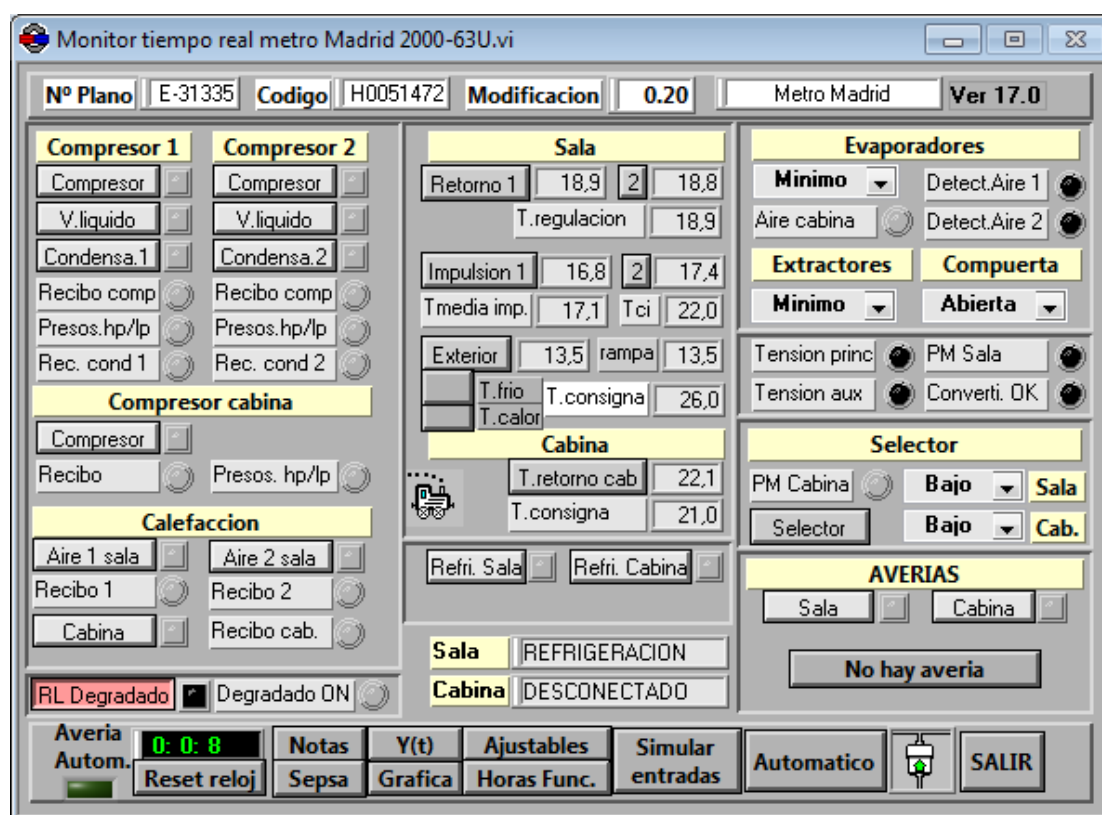 Monitor tiempo real metro Madrid 2000-63U.vi
Nº Plano E-31335 Codigo H0051472 Modificacion 0.20 Metro Madrid Ver 17.0
Compresor 1 Compresor 2
Compresor Compresor
V.liquido V.liquido
Condensa.1 Condensa.2
Recibo comp Recibo comp
Presos.hp/lp Presos.hp/lp
Rec. cond 1 Rec. cond 2
Compresor cabina
Compresor
Recibo Presos. hp/lp
Calefaccion
Aire 1 sala Aire 2 sala
Recibo 1 Recibo 2
Cabina Recibo cab.
RL Degradado Degradado ON
Sala
Retorno 1 18,9 2 18,8
T.regulacion 18,9
Impulsion 1 16,8 2 17,4
Tmedia imp. 17,1 Tci 22,0
Exterior 13,5 rampa 13,5
T.frio T.consigna 26,0
T.calor
Cabina
T.retorno cab 22,1
T.consigna 21,0
Refri. Sala Refri. Cabina
Sala REFRIGERACION
Cabina DESCONECTADO
Evaporadores
Minimo Detect.Aire 1
Aire cabina Detect.Aire 2
Extractores Compuerta
Minimo Abierta
Tension princ PM Sala
Tension aux Converti. OK
Selector
PM Cabina Bajo Sala
Selector Bajo Cab.
AVERIAS
Sala Cabina
No hay averia
Averia Autom. 0: 0: 8 Notas Y(t) Ajustables Simular entradas Automatico SALIR
Reset reloj Sepsa Grafica Horas Func.